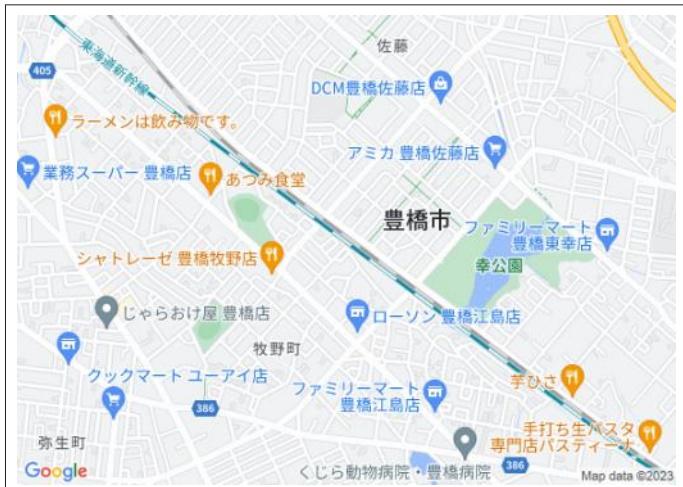 佐藤
東海道新幹線
405
DCM豊橋佐藤店
ラーメンは飲み物です。
アミカ 豊橋佐藤店
業務スーパー 豊橋店
あつみ食堂
豊橋市
ファミリーマート
豊橋東幸店
シャトレーゼ 豊橋牧野店
幸公園
じゃらおけ屋 豊橋店
ローソン 豊橋江島店
牧野町
クックマート ユーアイ店
ファミリーマート
豊橋江島店
芋ひさ
386
手打ち生パスタ
専門店パスティーナ
弥生町
くじら動物病院・豊橋病院
386
Google
Map data ©2023